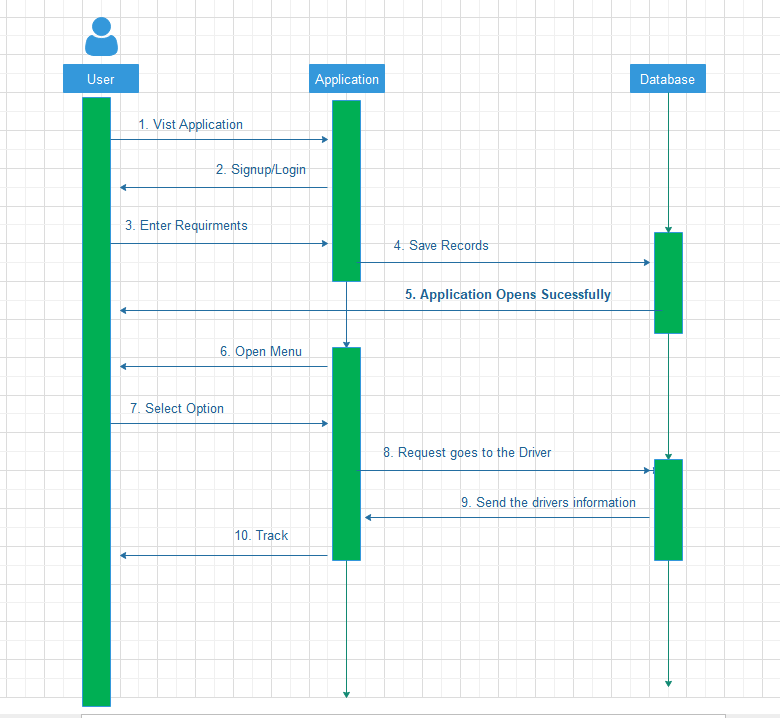 User
Application
Database
1. Vist Application
2. Signup/Login
3. Enter Requirments
4. Save Records
5. Application Opens Sucessfully
6. Open Menu
7. Select Option
8. Request goes to the Driver
9. Send the drivers information
10. Track